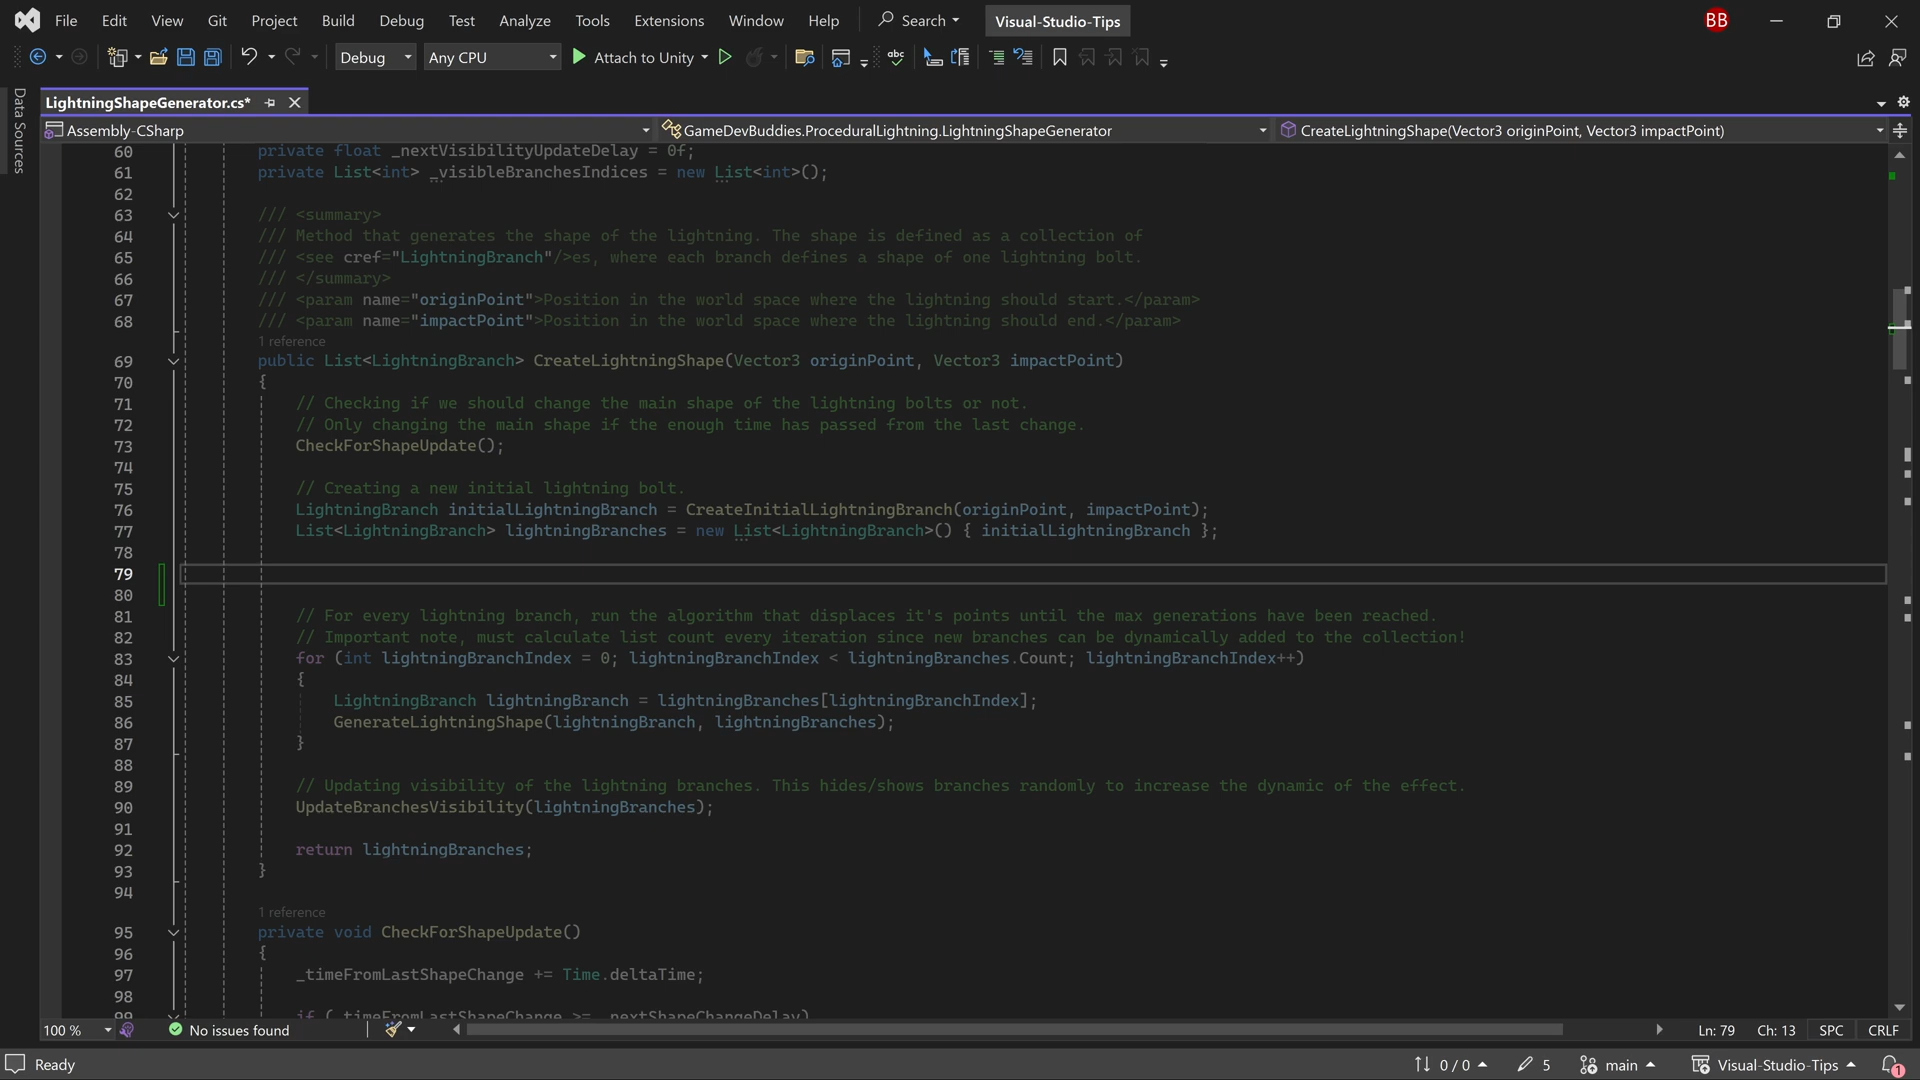 File Edit View Git Project Build Debug Test Analyze Tools Extensions Window Help Search Visual-Studio-Tips BB
Debug Any CPU Attach to Unity abc
Data Sources
LightningShapeGenerator.cs*
Assembly-CSharp GameDevBuddies.ProceduralLightning.LightningShapeGenerator CreateLightningShape(Vector3 originPoint, Vector3 impactPoint)
60 private float _nextVisibilityUpdateDelay = 0f;
61 private List<int> _visibleBranchesIndices = new List<int>();
62
63 /// <summary>
64 /// Method that generates the shape of the lightning. The shape is defined as a collection of
65 /// <see cref="LightningBranch"/>es, where each branch defines a shape of one lightning bolt.
66 /// </summary>
67 /// <param name="originPoint">Position in the world space where the lightning should start.</param>
68 /// <param name="impactPoint">Position in the world space where the lightning should end.</param>
1 reference
69 public List<LightningBranch> CreateLightningShape(Vector3 originPoint, Vector3 impactPoint)
70 {
71 // Checking if we should change the main shape of the lightning bolts or not.
72 // Only changing the main shape if the enough time has passed from the last change.
73 CheckForShapeUpdate();
74
75 // Creating a new initial lightning bolt.
76 LightningBranch initialLightningBranch = CreateInitialLightningBranch(originPoint, impactPoint);
77 List<LightningBranch> lightningBranches = new List<LightningBranch>() { initialLightningBranch };
78
79
80
81 // For every lightning branch, run the algorithm that displaces it's points until the max generations have been reached.
82 // Important note, must calculate list count every iteration since new branches can be dynamically added to the collection!
83 for (int lightningBranchIndex = 0; lightningBranchIndex < lightningBranches.Count; lightningBranchIndex++)
84 {
85 LightningBranch lightningBranch = lightningBranches[lightningBranchIndex];
86 GenerateLightningShape(lightningBranch, lightningBranches);
87 }
88
89 // Updating visibility of the lightning branches. This hides/shows branches randomly to increase the dynamic of the effect.
90 UpdateBranchesVisibility(lightningBranches);
91
92 return lightningBranches;
93 }
94
1 reference
95 private void CheckForShapeUpdate()
96 {
97 _timeFromLastShapeChange += Time.deltaTime;
98
99 if (_timeFromLastShapeChange >= _nextShapeChangeDelay)
100 % No issues found Ln: 79 Ch: 13 SPC CRLF
Ready 0 / 0 5 main Visual-Studio-Tips 1